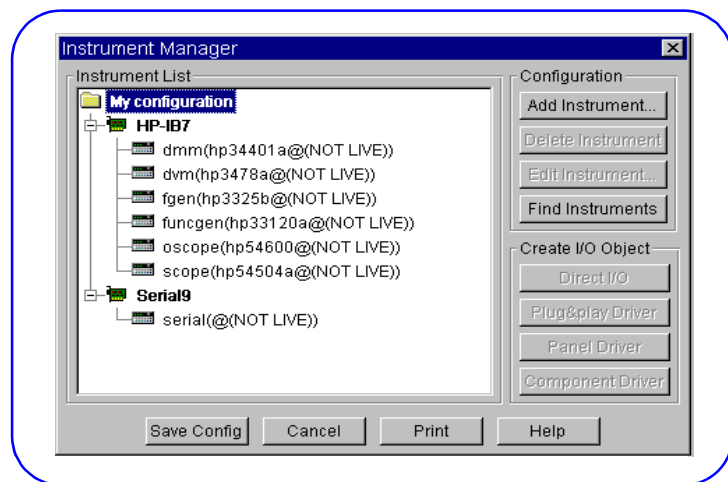 Instrument Manager
Instrument List
My configuration
HP-IB7
dmm(hp34401a@(NOT LIVE))
dvm(hp3478a@(NOT LIVE))
fgen(hp3325b@(NOT LIVE))
funcgen(hp33120a@(NOT LIVE))
oscope(hp54600@(NOT LIVE))
scope(hp54504a@(NOT LIVE))
Serial9
serial(@(NOT LIVE))
Configuration
Add Instrument...
Delete Instrument
Edit Instrument...
Find Instruments
Create I/O Object
Direct I/O
Plug&play Driver
Panel Driver
Component Driver
Save Config
Cancel
Print
Help